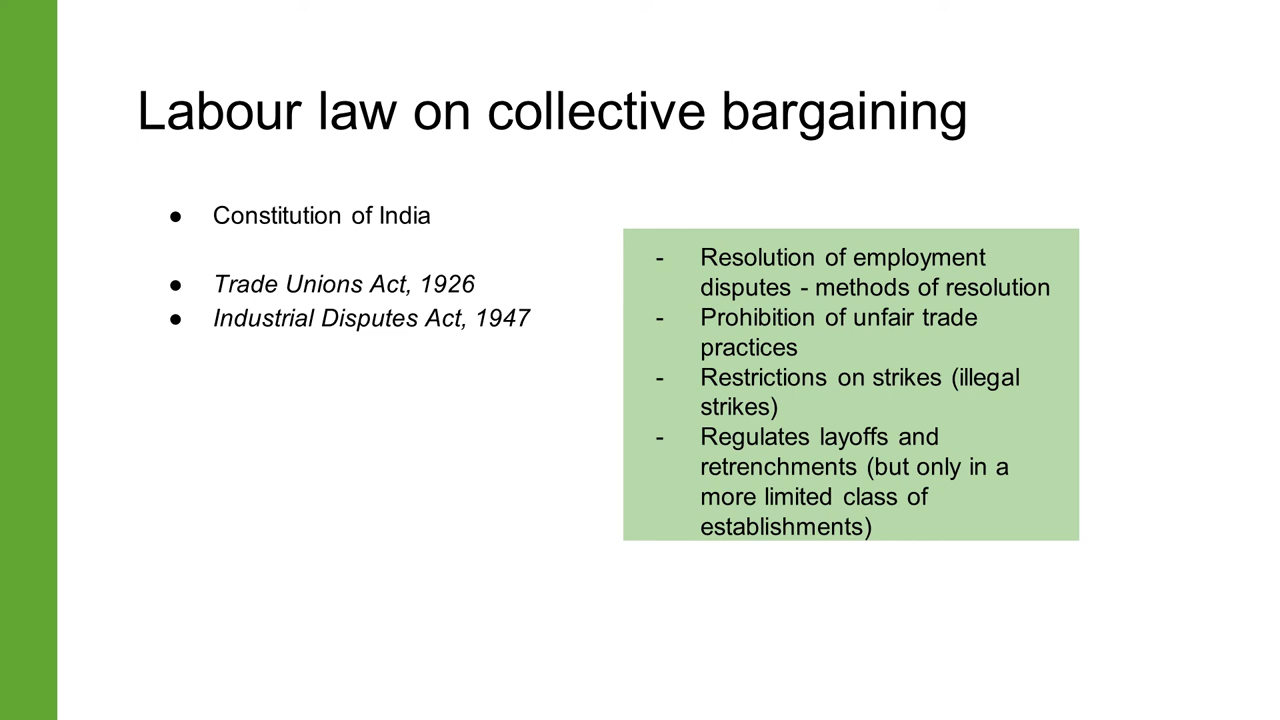 Labour law on collective bargaining
● Constitution of India
● Trade Unions Act, 1926
● Industrial Disputes Act, 1947
- Resolution of employment
disputes - methods of resolution
- Prohibition of unfair trade
practices
- Restrictions on strikes (illegal
strikes)
- Regulates layoffs and
retrenchments (but only in a
more limited class of
establishments)